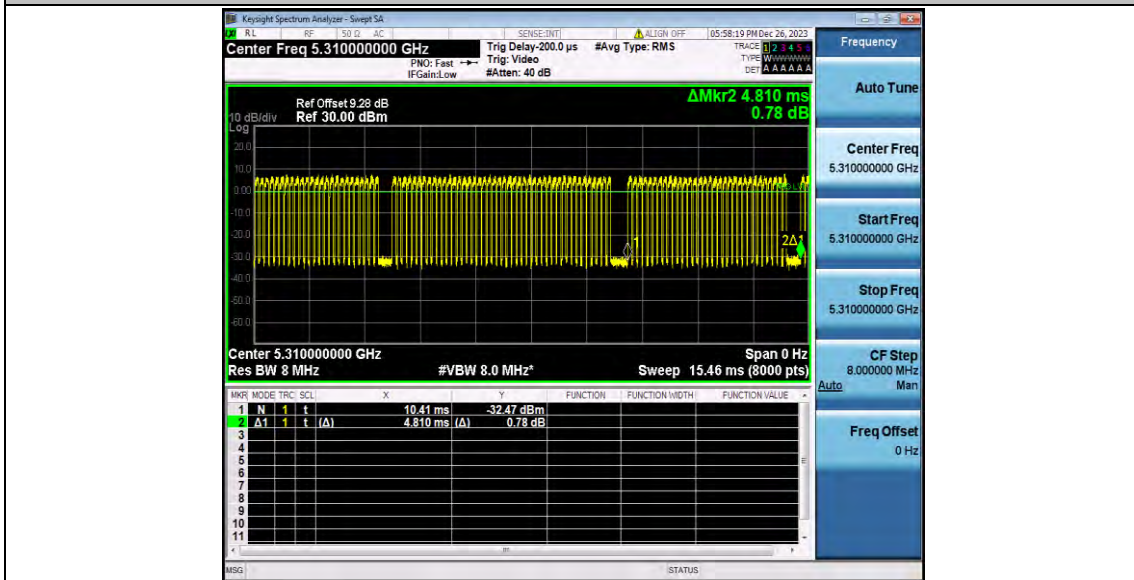 Keysight Spectrum Analyzer - Swept SA
RL RF 50 Ω AC SENSE:INT ALIGN OFF 05:58:19 PM Dec 26, 2023
Center Freq 5.310000000 GHz
PNO: Fast
IFGain:Low
Trig Delay-200.0 µs
Trig: Video
#Atten: 40 dB
#Avg Type: RMS
TRACE 1 2 3 4 5 6
TYPE
DET A A A A A A
Ref Offset 9.28 dB
Ref 30.00 dBm
10 dB/div
Log
ΔMkr2 4.810 ms
0.78 dB
20.0
10.0
0.00
-10.0
-20.0
-30.0
-40.0
-50.0
-60.0
1
2Δ1
Center 5.310000000 GHz Span 0 Hz
Res BW 8 MHz #VBW 8.0 MHz* Sweep 15.46 ms (8000 pts)
MKR MODE TRC SCL X Y FUNCTION FUNCTION WIDTH FUNCTION VALUE
1 N 1 t 10.41 ms -32.47 dBm
2 Δ1 1 t (Δ) 4.810 ms (Δ) 0.78 dB
3
4
5
6
7
8
9
10
11
MSG STATUS
Frequency
Auto Tune
Center Freq
5.310000000 GHz
Start Freq
5.310000000 GHz
Stop Freq
5.310000000 GHz
CF Step
8.000000 MHz
Auto Man
Freq Offset
0 Hz